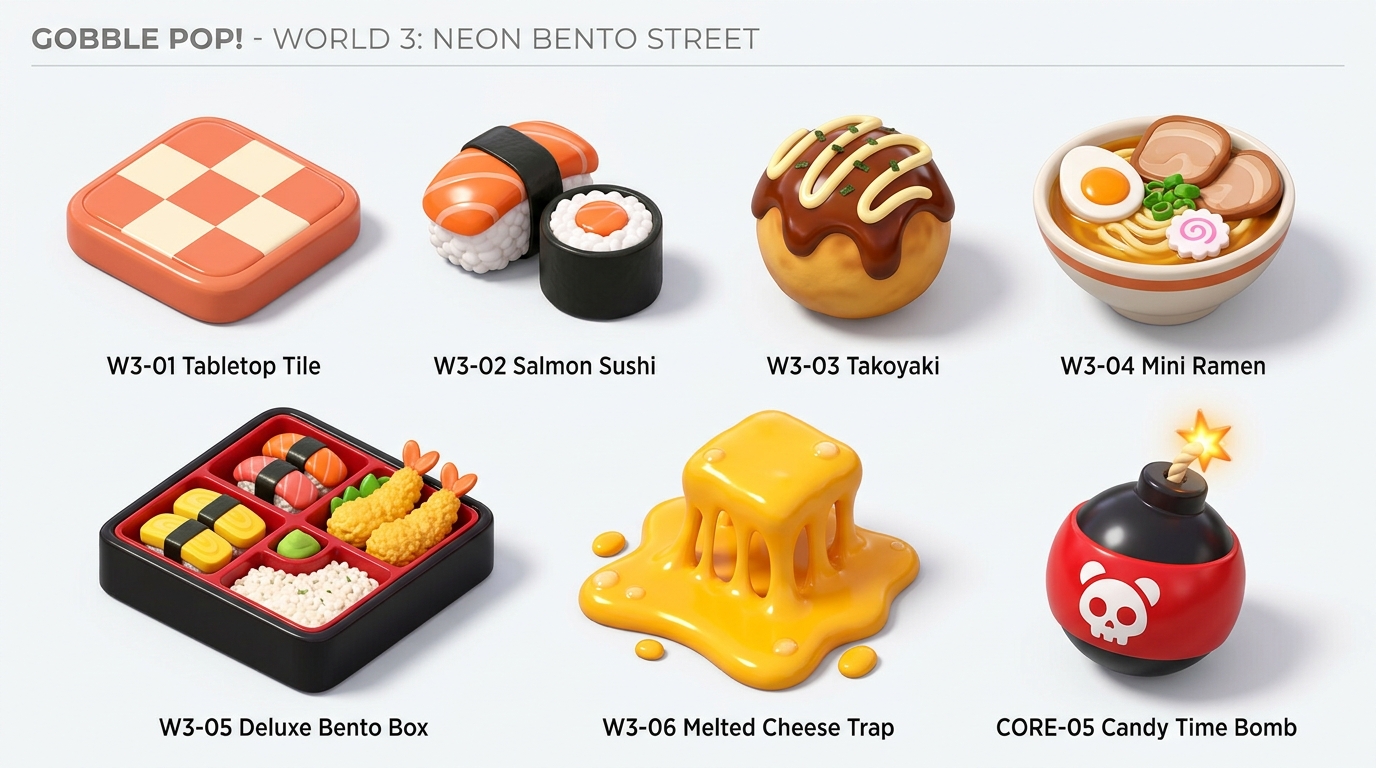 GOBBLE POP! - WORLD 3: NEON BENTO STREET
W3-01 Tabletop Tile
W3-02 Salmon Sushi
W3-03 Takoyaki
W3-04 Mini Ramen
W3-05 Deluxe Bento Box
W3-06 Melted Cheese Trap
CORE-05 Candy Time Bomb